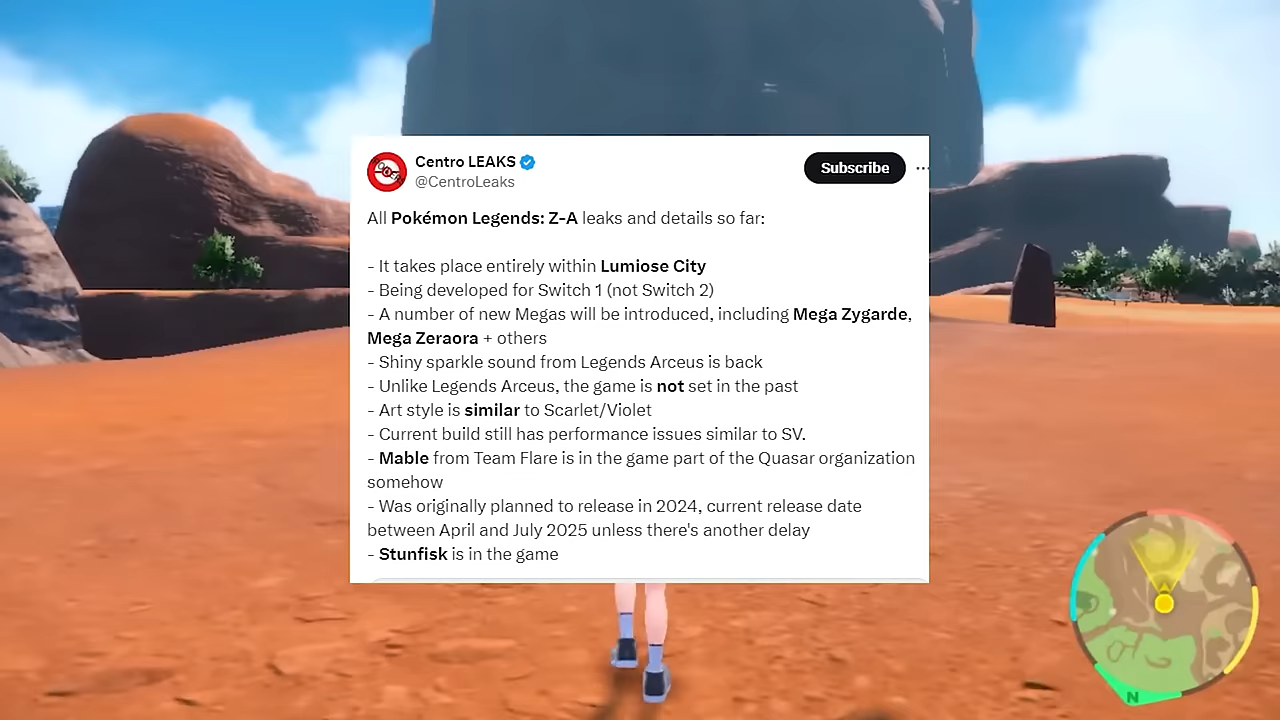 Centro LEAKS
@CentroLeaks
Subscribe
All Pokémon Legends: Z-A leaks and details so far:
- It takes place entirely within Lumiose City
- Being developed for Switch 1 (not Switch 2)
- A number of new Megas will be introduced, including Mega Zygarde,
Mega Zeraora + others
- Shiny sparkle sound from Legends Arceus is back
- Unlike Legends Arceus, the game is not set in the past
- Art style is similar to Scarlet/Violet
- Current build still has performance issues similar to SV.
- Mable from Team Flare is in the game part of the Quasar organization
somehow
- Was originally planned to release in 2024, current release date
between April and July 2025 unless there's another delay
- Stunfisk is in the game
N